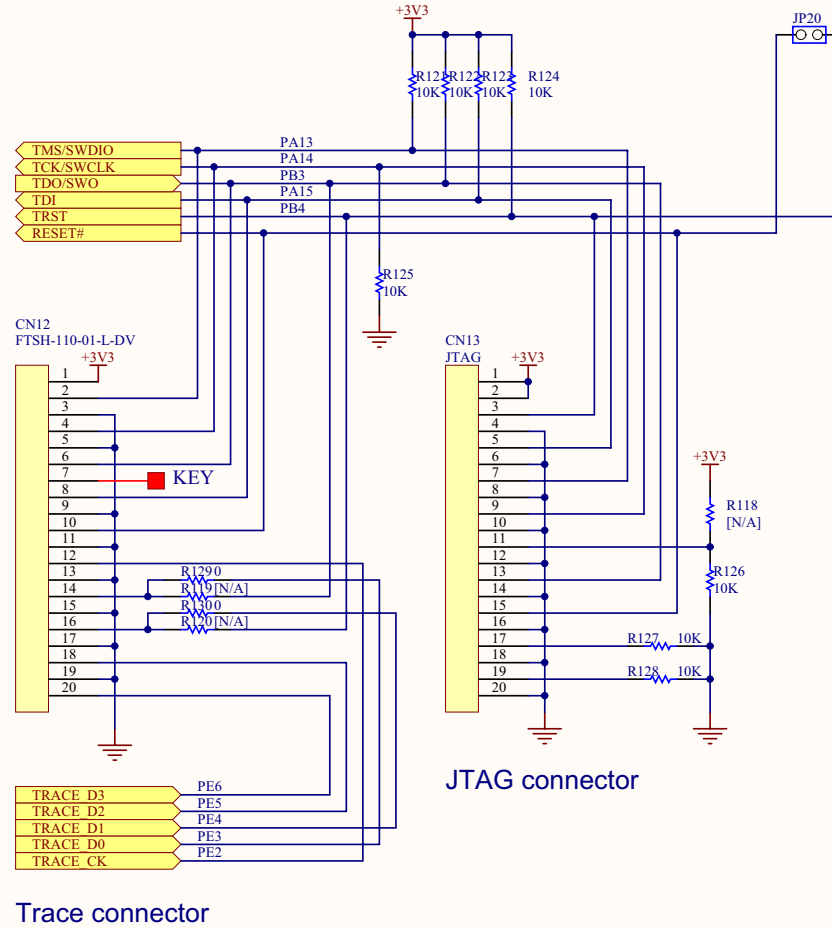 +3V3
JP20
R121
R122
R123
R124
10K
10K
10K
10K
TMS/SWDIO
PA13
TCK/SWCLK
PA14
TDO/SWO
PB3
TDI
PA15
TRST
PB4
RESET#
R125
10K
CN12
FTSH-110-01-L-DV
+3V3
1
2
3
4
5
6
7
8
9
10
11
12
13
14
15
16
17
18
19
20
KEY
R129 0
R119 [N/A]
R130 0
R120 [N/A]
CN13
JTAG
+3V3
1
2
3
4
5
6
7
8
9
10
11
12
13
14
15
16
17
18
19
20
+3V3
R118
[N/A]
R126
10K
R127 10K
R128 10K
JTAG connector
TRACE_D3
PE6
TRACE_D2
PE5
TRACE_D1
PE4
TRACE_D0
PE3
TRACE_CK
PE2
Trace connector